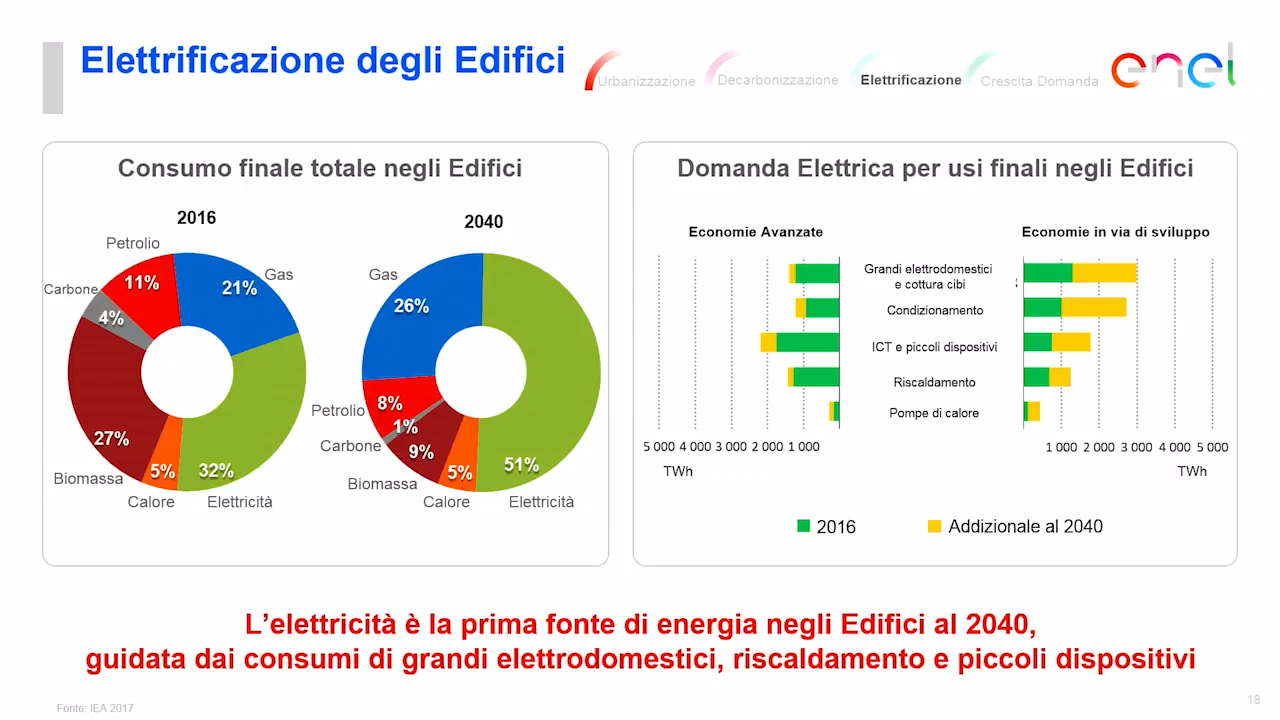 Elettrificazione degli Edifici
Urbanizzazione
Decarbonizzazione
Elettrificazione
Crescita Domanda
enel
Consumo finale totale negli Edifici
2016
Petrolio
11%
Gas
21%
Carbone
4%
27%
Biomassa
5%
Calore
32%
Elettricità
2040
Gas
26%
Petrolio
8%
1%
Carbone
9%
Biomassa
5%
Calore
51%
Elettricità
Domanda Elettrica per usi finali negli Edifici
Economie Avanzate
Economie in via di sviluppo
Grandi elettrodomestici
e cottura cibi
Condizionamento
ICT e piccoli dispositivi
Riscaldamento
Pompe di calore
5 000 4 000 3 000 2 000 1 000
TWh
1 000 2 000 3 000 4 000 5 000
TWh
2016
Addizionale al 2040
L'elettricità è la prima fonte di energia negli Edifici al 2040,
guidata dai consumi di grandi elettrodomestici, riscaldamento e piccoli dispositivi
Fonte: IEA 2017
18